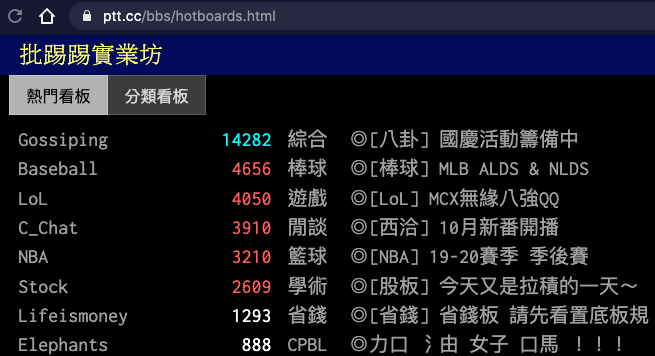 ptt.cc/bbs/hotboards.html
批踢踢實業坊
熱門看板 分類看板
Gossiping 14282 綜合 ◎[八卦] 國慶活動籌備中
Baseball 4656 棒球 ◎[棒球] MLB ALDS & NLDS
LoL 4050 遊戲 ◎[LoL] MCX無緣八強QQ
C_Chat 3910 閒談 ◎[西洽] 10月新番開播
NBA 3210 籃球 ◎[NBA] 19-20賽季 季後賽
Stock 2609 學術 ◎[股板] 今天又是拉積的一天～
Lifeismoney 1293 省錢 ◎[省錢] 省錢板 請先看置底板規
Elephants 888 CPBL ◎力口 氵由 女子 口馬 ！！！